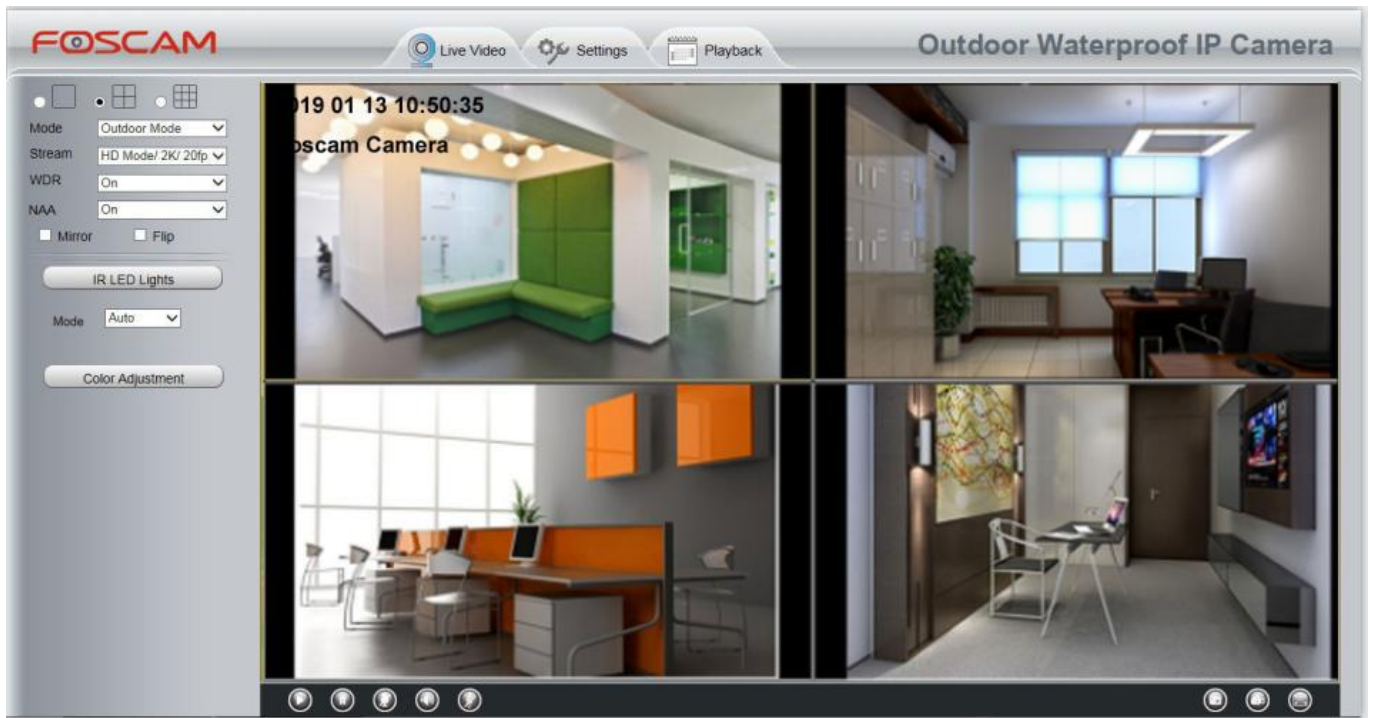 FOSCAM
Live Video
Settings
Playback
Outdoor Waterproof IP Camera
Mode
Outdoor Mode
Stream
HD Mode/ 2K/ 20fp
WDR
On
NAA
On
Mirror
Flip
IR LED Lights
Mode
Auto
Color Adjustment
019 01 13 10:50:35
oscam Camera